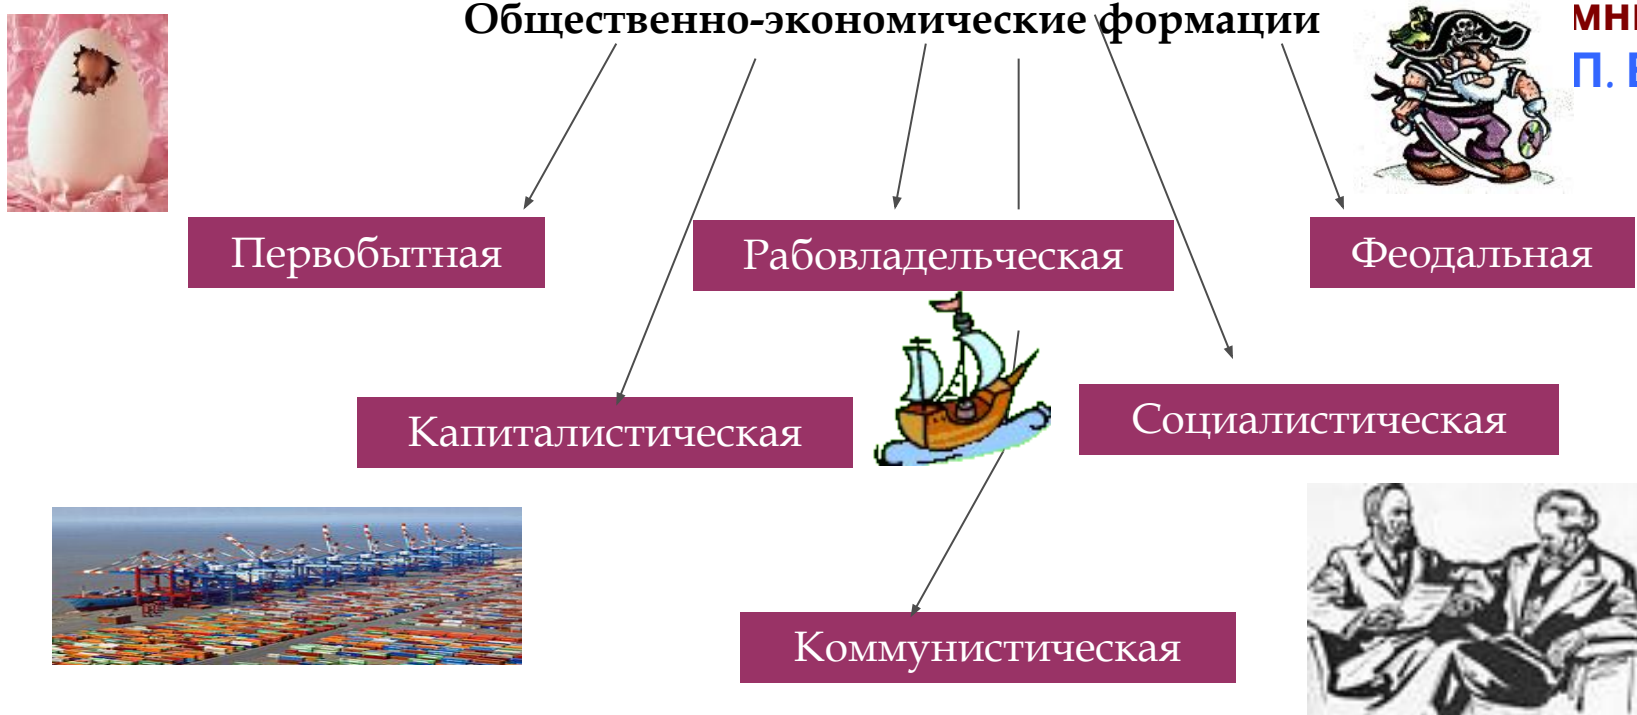 Общественно-экономические формации
Первобытная
Рабовладельческая
Феодальная
Капиталистическая
Социалистическая
Коммунистическая